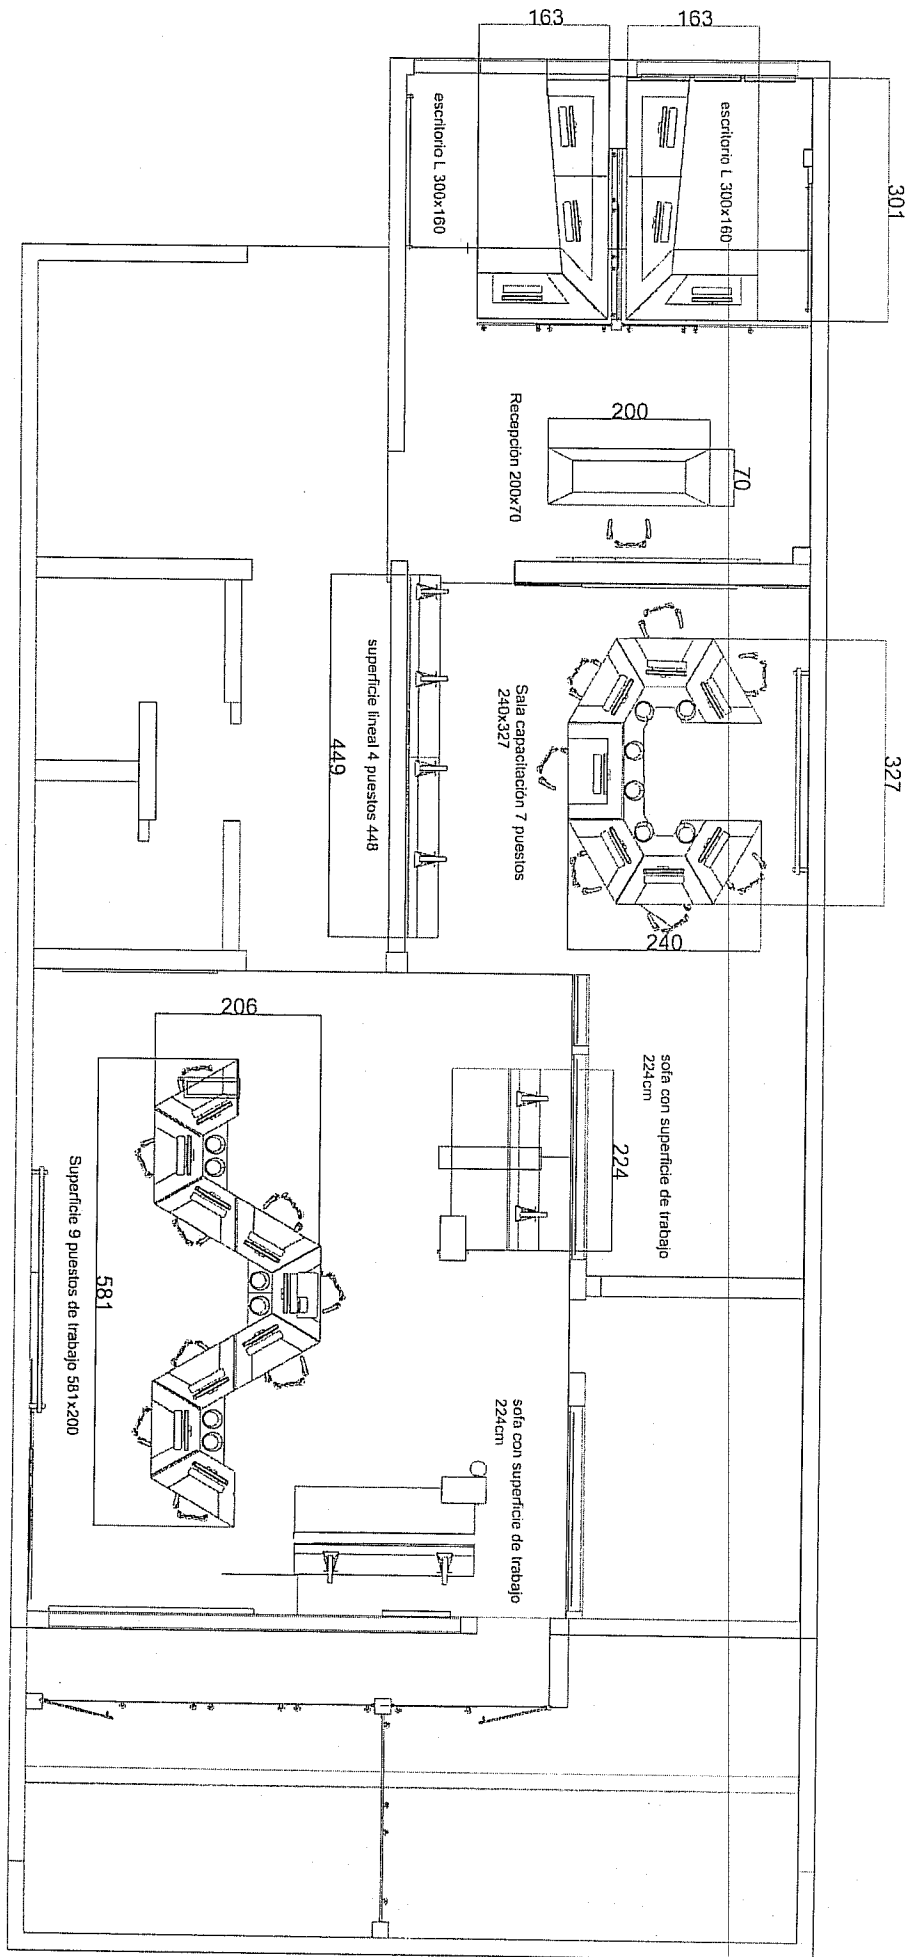 163
163
301
escritorio L 300x160
escritorio L 300x160
200
70
Recepción 200x70
327
Sala capacitación 7 puestos
240x327
superficie lineal 4 puestos 448
449
240
206
sofa con superficie de trabajo
224cm
224
Superficie 9 puestos de trabajo 581x200
581
sofa con superficie de trabajo
224cm